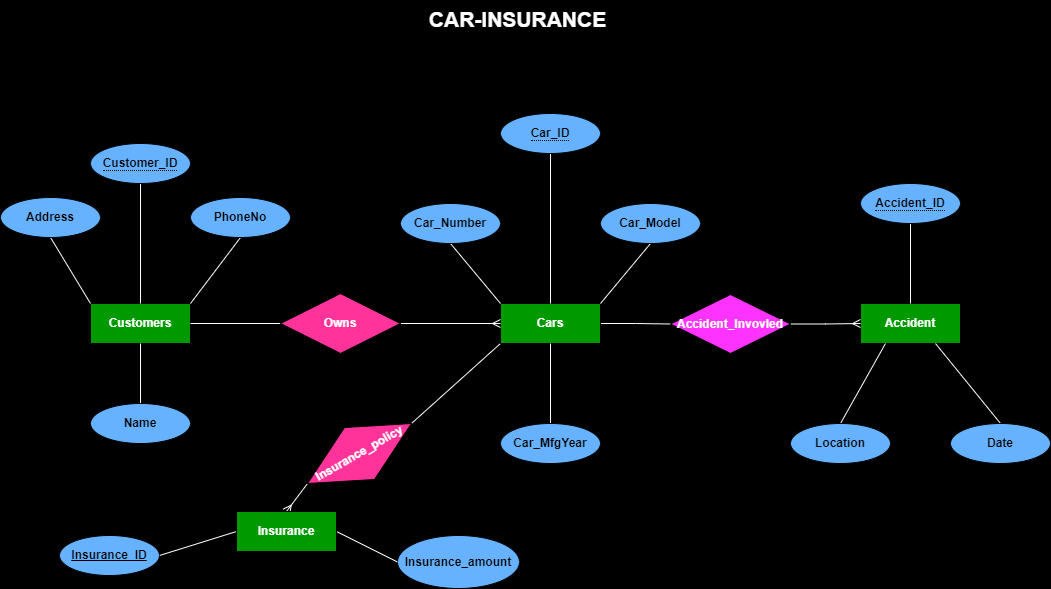 CAR-INSURANCE
Car_ID
Customer_ID
Address
PhoneNo
Car_Number
Car_Model
Accident_ID
Customers
Owns
Cars
Accident_Invovled
Accident
Name
Insurance_policy
Car_MfgYear
Location
Date
Insurance
Insurance_ID
Insurance_amount